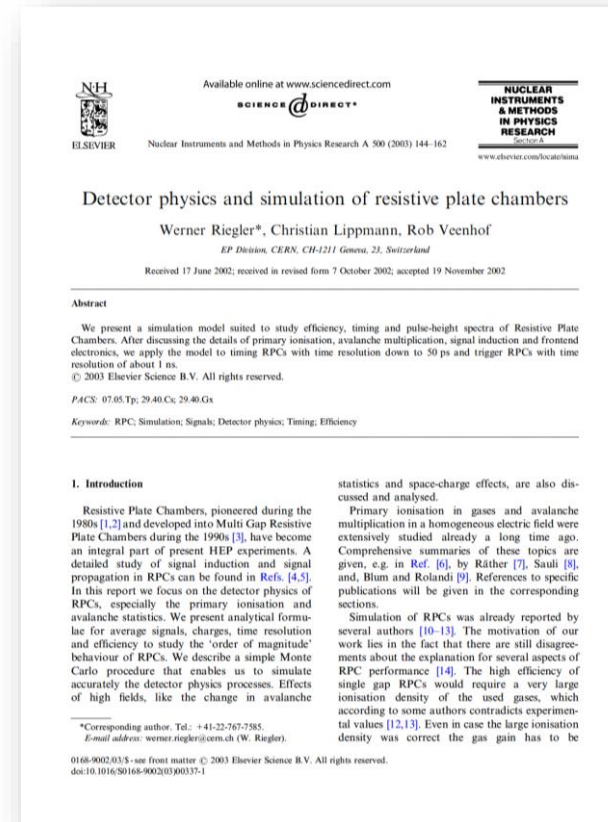 N·H
ELSEVIER
Available online at www.sciencedirect.com
SCIENCE @ DIRECT®
Nuclear Instruments and Methods in Physics Research A 500 (2003) 144–162
NUCLEAR
INSTRUMENTS
& METHODS
IN PHYSICS
RESEARCH
Section A
www.elsevier.com/locate/nima
Detector physics and simulation of resistive plate chambers
Werner Riegler*, Christian Lippmann, Rob Veenhof
EP Division, CERN, CH-1211 Geneva, 23, Switzerland
Received 17 June 2002; received in revised form 7 October 2002; accepted 19 November 2002
Abstract
We present a simulation model suited to study efficiency, timing and pulse-height spectra of Resistive Plate
Chambers. After discussing the details of primary ionisation, avalanche multiplication, signal induction and frontend
electronics, we apply the model to timing RPCs with time resolution down to 50 ps and trigger RPCs with time
resolution of about 1 ns.
© 2003 Elsevier Science B.V. All rights reserved.
PACS: 07.05.Tp; 29.40.Cs; 29.40.Gx
Keywords: RPC; Simulation; Signals; Detector physics; Timing; Efficiency
1. Introduction
Resistive Plate Chambers, pioneered during the
1980s [1,2] and developed into Multi Gap Resistive
Plate Chambers during the 1990s [3], have become
an integral part of present HEP experiments. A
detailed study of signal induction and signal
propagation in RPCs can be found in Refs. [4,5].
In this report we focus on the detector physics of
RPCs, especially the primary ionisation and
avalanche statistics. We present analytical formu-
lae for average signals, charges, time resolution
and efficiency to study the ‘order of magnitude’
behaviour of RPCs. We describe a simple Monte
Carlo procedure that enables us to simulate
accurately the detector physics processes. Effects
of high fields, like the change in avalanche
*Corresponding author. Tel.: +41-22-767-7585.
E-mail address: werner.riegler@cern.ch (W. Riegler).
statistics and space-charge effects, are also dis-
cussed and analysed.
Primary ionisation in gases and avalanche
multiplication in a homogeneous electric field were
extensively studied already a long time ago.
Comprehensive summaries of these topics are
given, e.g. in Ref. [6], by Räther [7], Sauli [8],
and, Blum and Rolandi [9]. References to specific
publications will be given in the corresponding
sections.
Simulation of RPCs was already reported by
several authors [10–13]. The motivation of our
work lies in the fact that there are still disagree-
ments about the explanation for several aspects of
RPC performance [14]. The high efficiency of
single gap RPCs would require a very large
ionisation density of the used gases, which
according to some authors contradicts experimen-
tal values [12,13]. Even in case the large ionisation
density was correct the gas gain has to be
0168-9002/03/$ - see front matter © 2003 Elsevier Science B.V. All rights reserved.
doi:10.1016/S0168-9002(03)00337-1